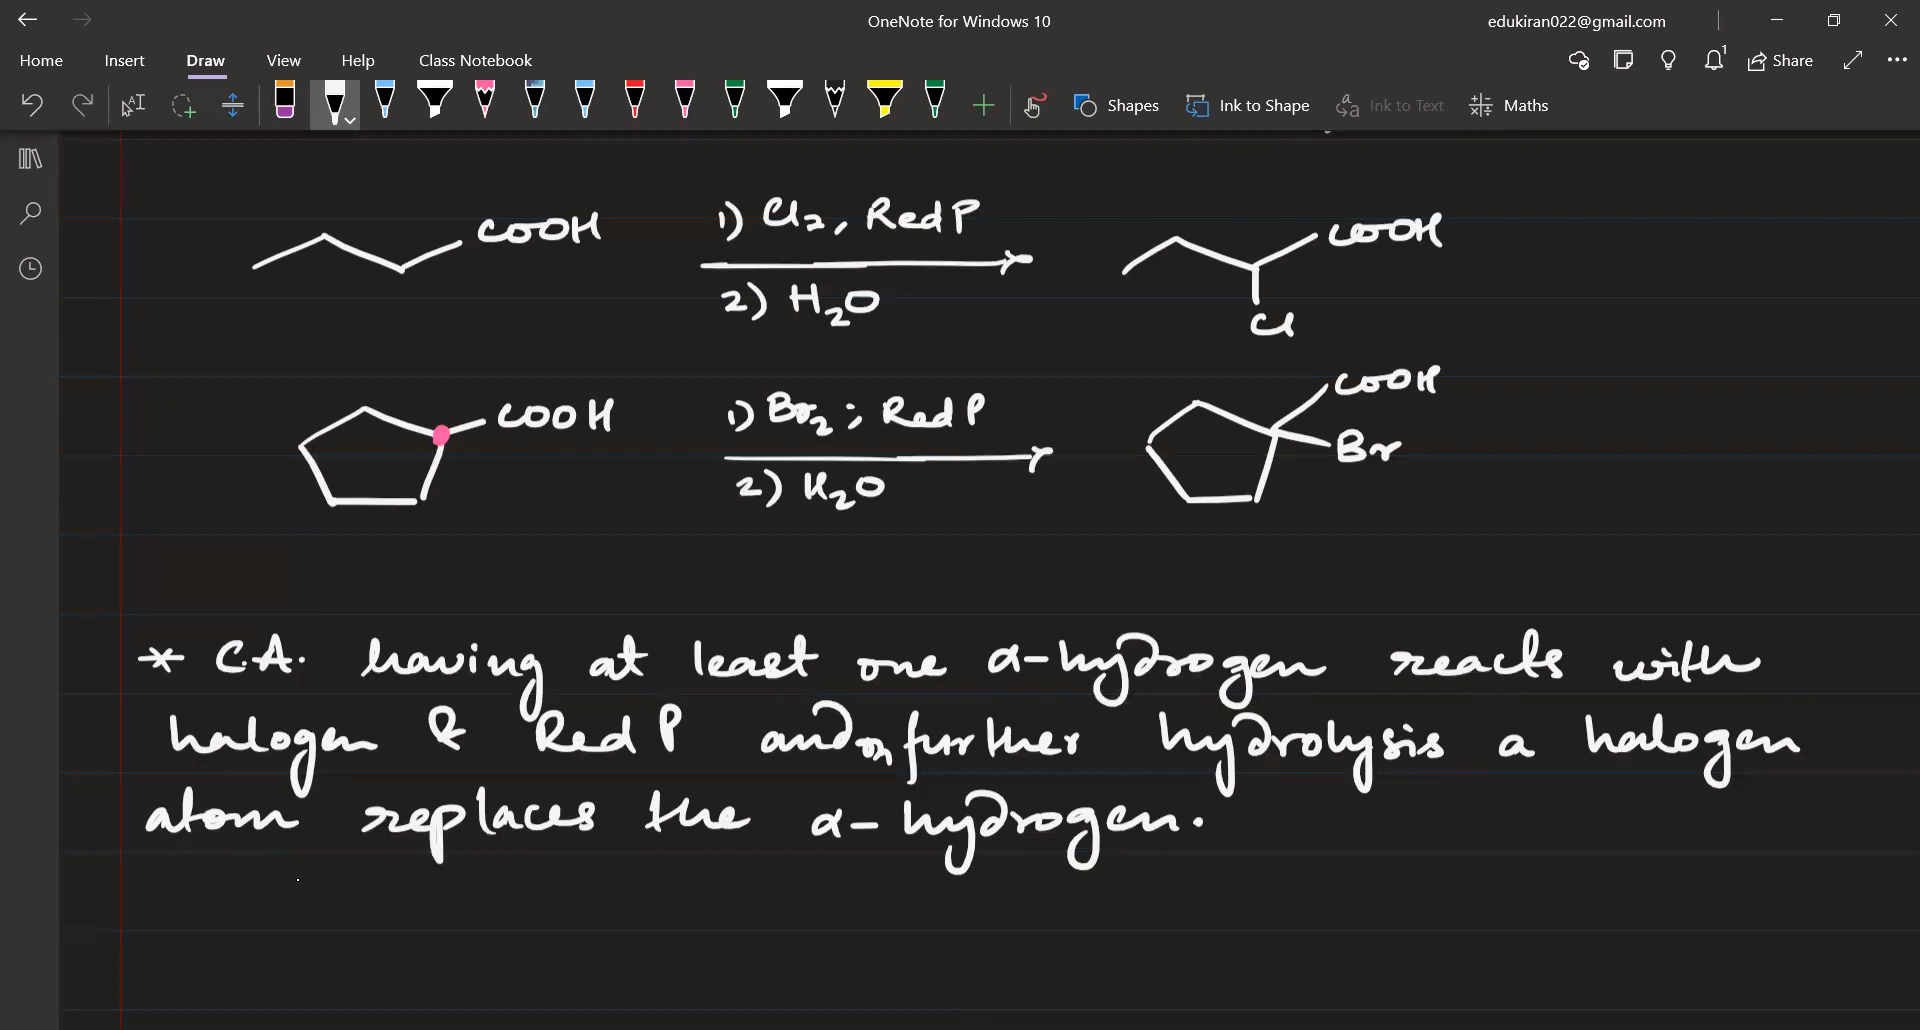 OneNote for Windows 10
edukiran022@gmail.com
Home Insert Draw View Help Class Notebook
1 Share
Shapes Ink to Shape Ink to Text Maths
COOH 1) Cl2, Red P COOH
2) H2O
Cl
COOH
COOH 1) Br2; Red P
Br
2) H2O
* C.A. having at least one α-hydrogen reacts with
halogen & Red P and on further hydrolysis a halogen
atom replaces the α-hydrogen.